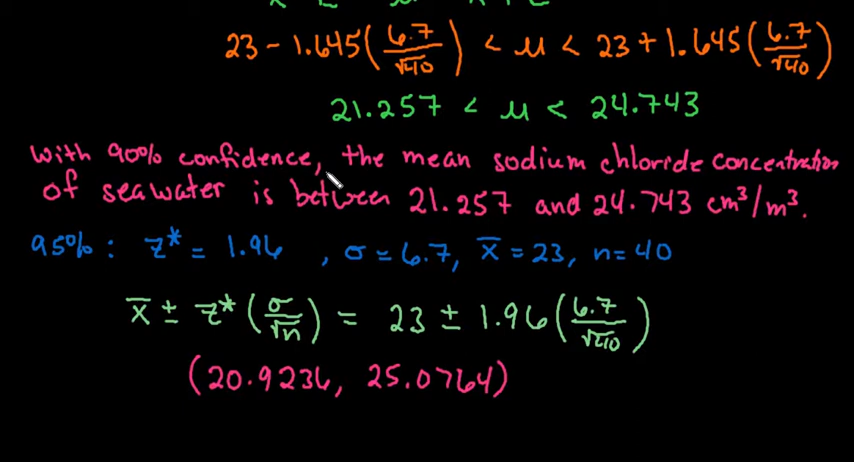 23 - 1.645(6.7/√40) < μ < 23 + 1.645(6.7/√40)
21.257 < μ < 24.743
With 90% confidence, the mean sodium chloride concentration
of seawater is between 21.257 and 24.743 cm³/m³.
95%: z* = 1.96, σ = 6.7, x̄ = 23, n = 40
x̄ ± z*(σ/√n) = 23 ± 1.96(6.7/√40)
(20.9236, 25.0764)